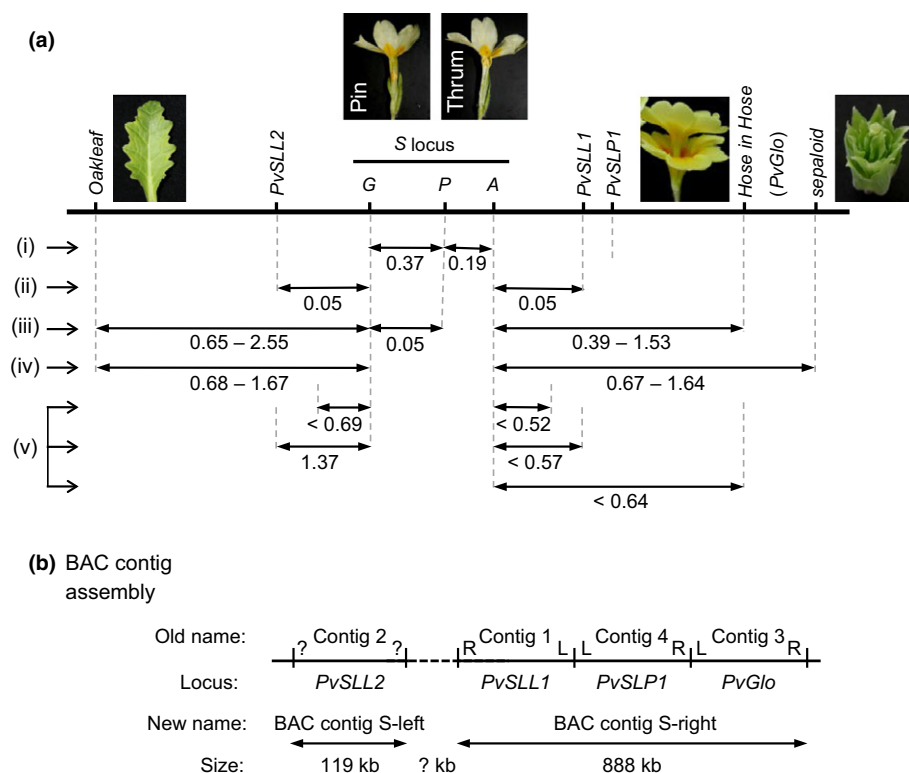 (a)
Pin
Thrum
S locus
Oakleaf
PvSLL2
G
P
A
PvSLL1
PvSLP1
Hose in Hose
(PvGlo)
sepaloid
(i)
0.37
0.19
(ii)
0.05
0.05
(iii)
0.65 – 2.55
0.05
0.39 – 1.53
(iv)
0.68 – 1.67
0.67 – 1.64
< 0.69
< 0.52
(v)
1.37
< 0.57
< 0.64
(b) BAC contig
assembly
Old name: ? Contig 2 ? R Contig 1 L L Contig 4 R L Contig 3 R
Locus: PvSLL2 PvSLL1 PvSLP1 PvGlo
New name: BAC contig S-left BAC contig S-right
Size: 119 kb ? kb 888 kb